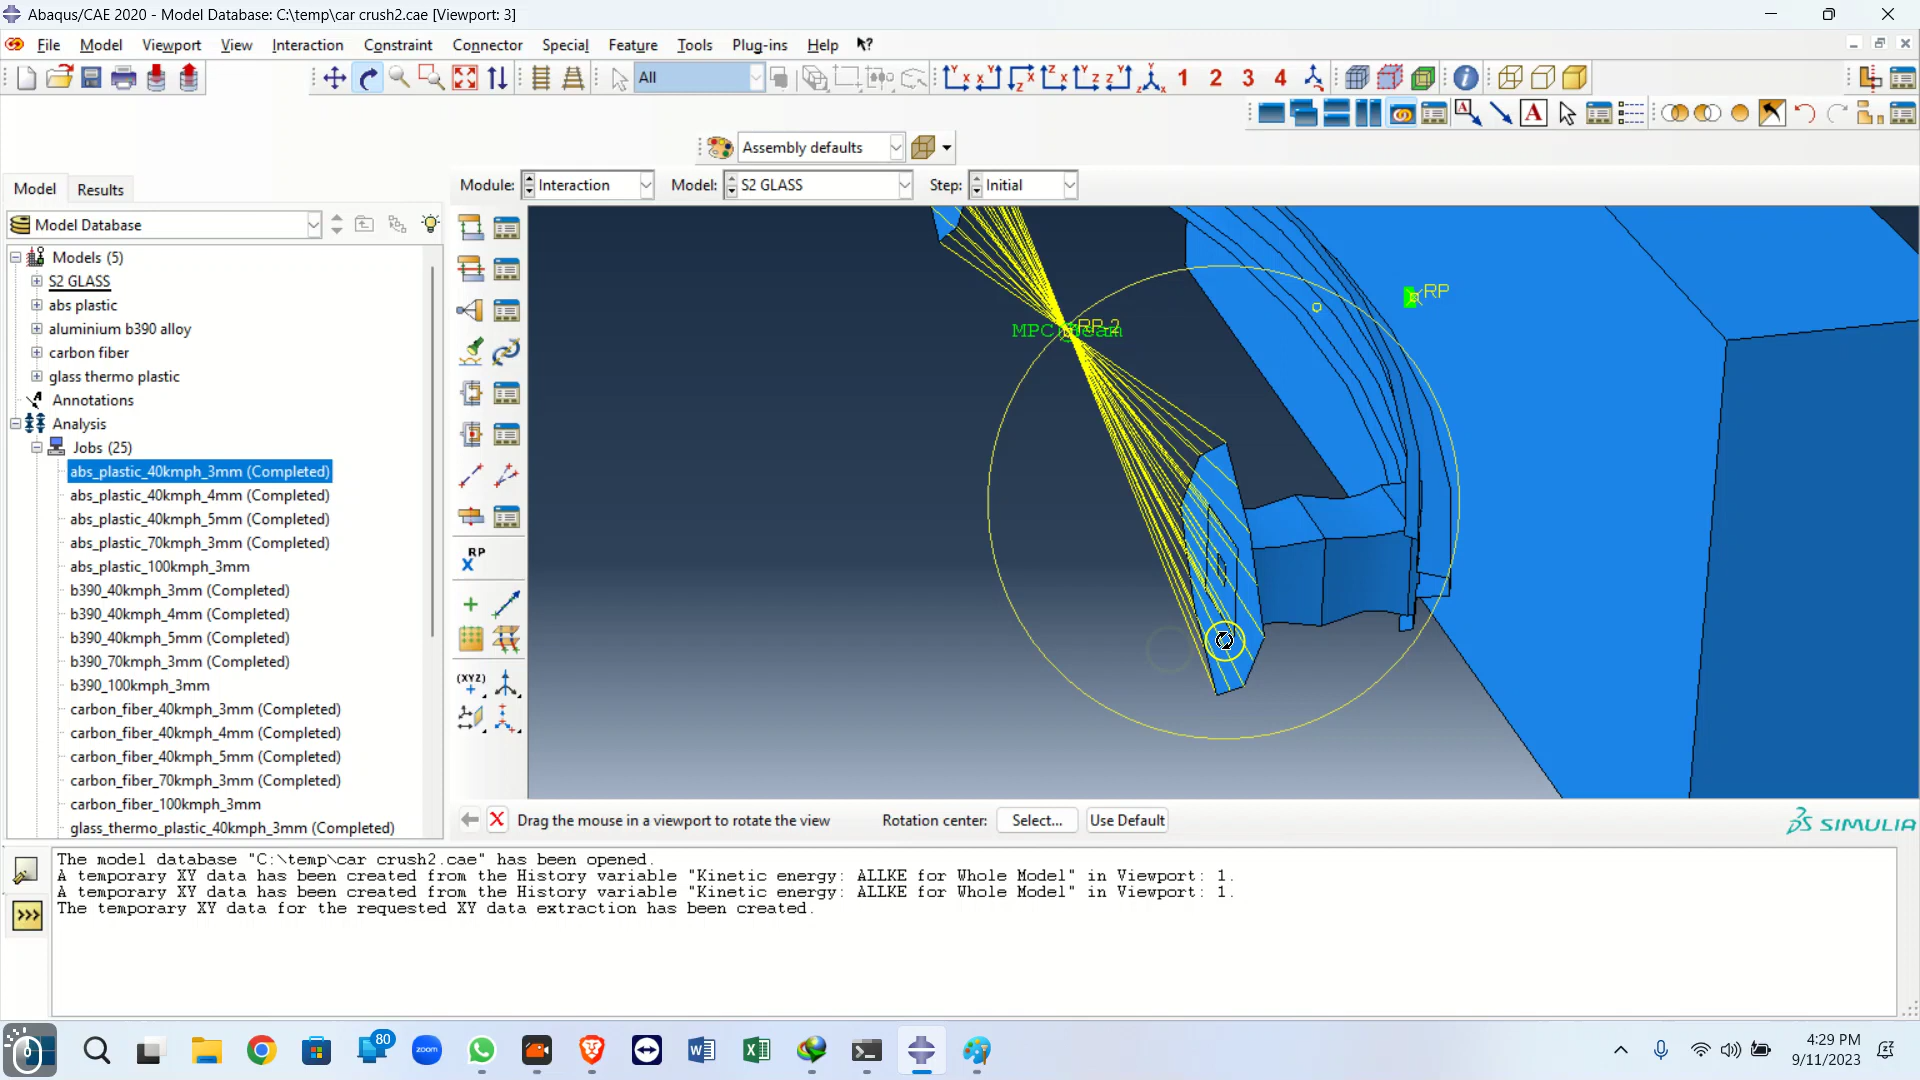 Abaqus/CAE 2020 - Model Database: C:\temp\car crush2.cae [Viewport: 3]
File Model Viewport View Interaction Constraint Connector Special Feature Tools Plug-ins Help
All
1 2 3 4
Assembly defaults
Module: Interaction Model: S2 GLASS Step: Initial
Model Results
Model Database
Models (5)
S2 GLASS
abs plastic
aluminium b390 alloy
carbon fiber
glass thermo plastic
Annotations
Analysis
Jobs (25)
abs_plastic_40kmph_3mm (Completed)
abs_plastic_40kmph_4mm (Completed)
abs_plastic_40kmph_5mm (Completed)
abs_plastic_70kmph_3mm (Completed)
abs_plastic_100kmph_3mm
b390_40kmph_3mm (Completed)
b390_40kmph_4mm (Completed)
b390_40kmph_5mm (Completed)
b390_70kmph_3mm (Completed)
b390_100kmph_3mm
carbon_fiber_40kmph_3mm (Completed)
carbon_fiber_40kmph_4mm (Completed)
carbon_fiber_40kmph_5mm (Completed)
carbon_fiber_70kmph_3mm (Completed)
carbon_fiber_100kmph_3mm
glass_thermo_plastic_40kmph_3mm (Completed)
RP
(XYZ)
RP
RP-2
MPC Beam
Drag the mouse in a viewport to rotate the view Rotation center: Select... Use Default
SIMULIA
The model database "C:\temp\car crush2.cae" has been opened.
A temporary XY data has been created from the History variable "Kinetic energy: ALLKE for Whole Model" in Viewport: 1.
A temporary XY data has been created from the History variable "Kinetic energy: ALLKE for Whole Model" in Viewport: 1.
The temporary XY data for the requested XY data extraction has been created.
80
zoom
4:29 PM
9/11/2023